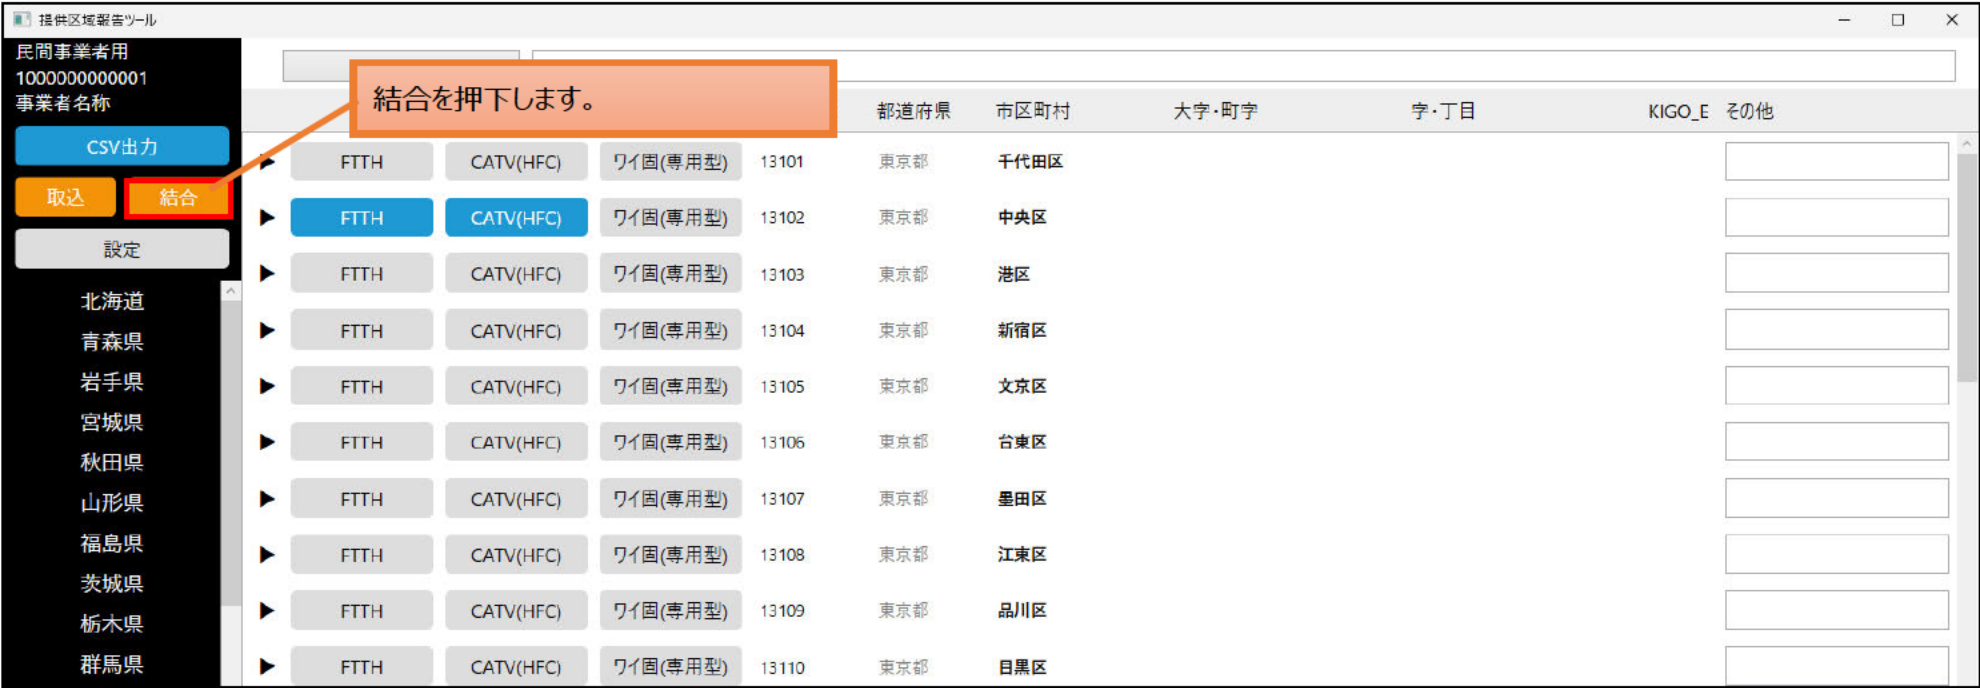 提供区域報告ツール
民間事業者用
1000000000001
事業者名称
CSV出力
取込 結合
設定
北海道
青森県
岩手県
宮城県
秋田県
山形県
福島県
茨城県
栃木県
群馬県
結合を押下します。
都道府県 市区町村 大字・町字 字・丁目 KIGO_E その他
FTTH CATV(HFC) ワイ固(専用型) 13101 東京都 千代田区
FTTH CATV(HFC) ワイ固(専用型) 13102 東京都 中央区
FTTH CATV(HFC) ワイ固(専用型) 13103 東京都 港区
FTTH CATV(HFC) ワイ固(専用型) 13104 東京都 新宿区
FTTH CATV(HFC) ワイ固(専用型) 13105 東京都 文京区
FTTH CATV(HFC) ワイ固(専用型) 13106 東京都 台東区
FTTH CATV(HFC) ワイ固(専用型) 13107 東京都 墨田区
FTTH CATV(HFC) ワイ固(専用型) 13108 東京都 江東区
FTTH CATV(HFC) ワイ固(専用型) 13109 東京都 品川区
FTTH CATV(HFC) ワイ固(専用型) 13110 東京都 目黒区